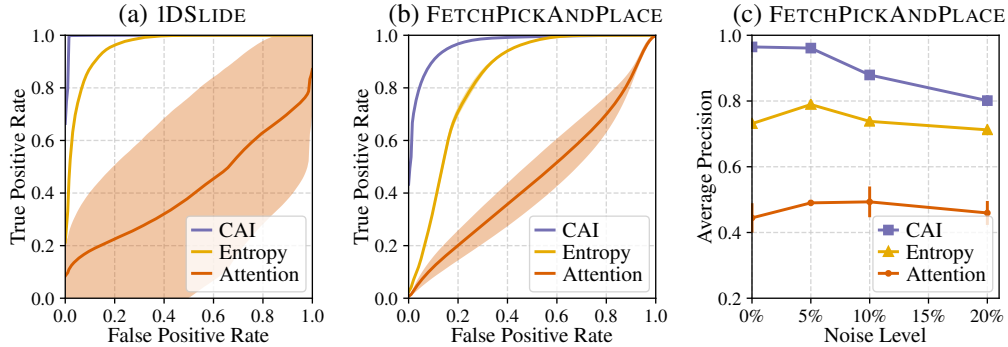 (a) 1DSLIDE
1.0
0.8
0.6
0.4
0.2
0.0
True Positive Rate
CAI
Entropy
Attention
0.0 0.2 0.4 0.6 0.8 1.0
False Positive Rate
(b) FETCHPICKANDPLACE
1.0
0.8
0.6
0.4
0.2
0.0
True Positive Rate
CAI
Entropy
Attention
0.0 0.2 0.4 0.6 0.8 1.0
False Positive Rate
(c) FETCHPICKANDPLACE
1.0
0.8
0.6
0.4
0.2
Average Precision
CAI
Entropy
Attention
0% 5% 10% 15% 20%
Noise Level